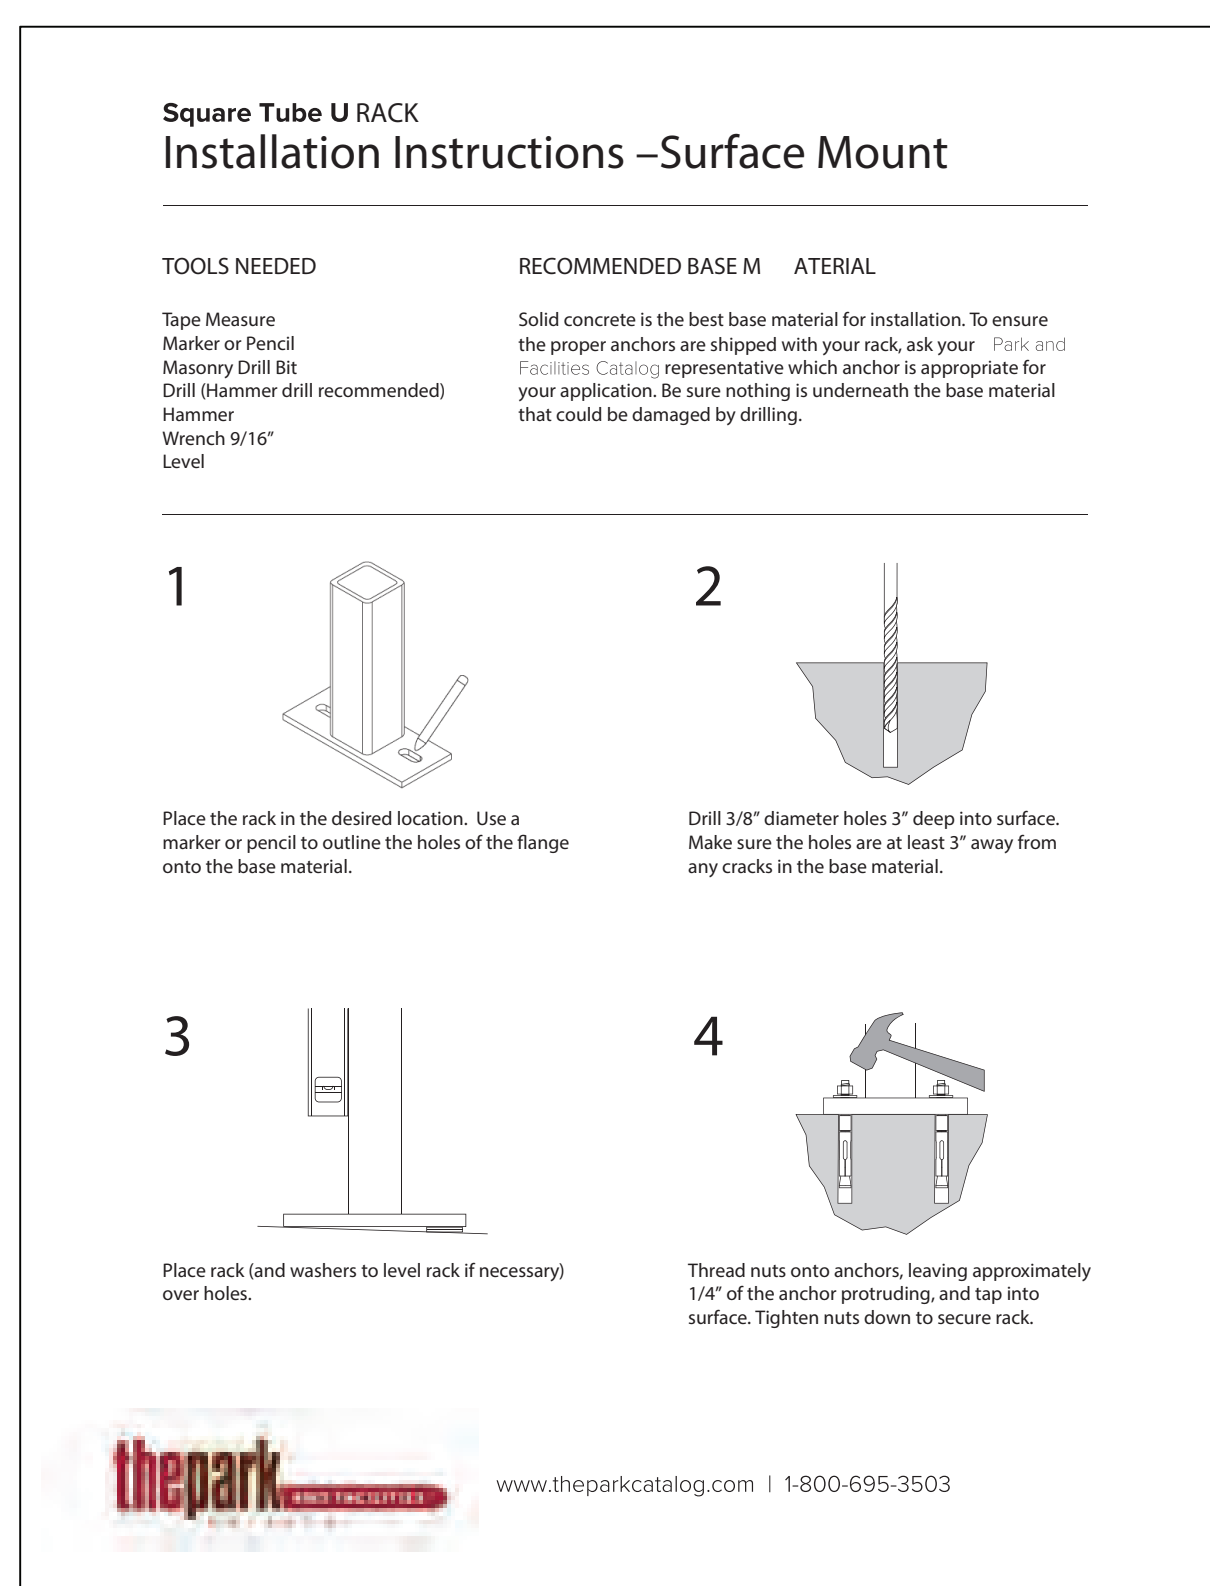 Square Tube U RACK
Installation Instructions –Surface Mount
TOOLS NEEDED
Tape Measure
Marker or Pencil
Masonry Drill Bit
Drill (Hammer drill recommended)
Hammer
Wrench 9/16”
Level
RECOMMENDED BASE M ATERIAL
Solid concrete is the best base material for installation. To ensure
the proper anchors are shipped with your rack, ask your Park and
Facilities Catalog representative which anchor is appropriate for
your application. Be sure nothing is underneath the base material
that could be damaged by drilling.
1
Place the rack in the desired location. Use a
marker or pencil to outline the holes of the flange
onto the base material.
2
Drill 3/8” diameter holes 3” deep into surface.
Make sure the holes are at least 3” away from
any cracks in the base material.
3
Place rack (and washers to level rack if necessary)
over holes.
4
Thread nuts onto anchors, leaving approximately
1/4” of the anchor protruding, and tap into
surface. Tighten nuts down to secure rack.
thepark
www.theparkcatalog.com | 1-800-695-3503